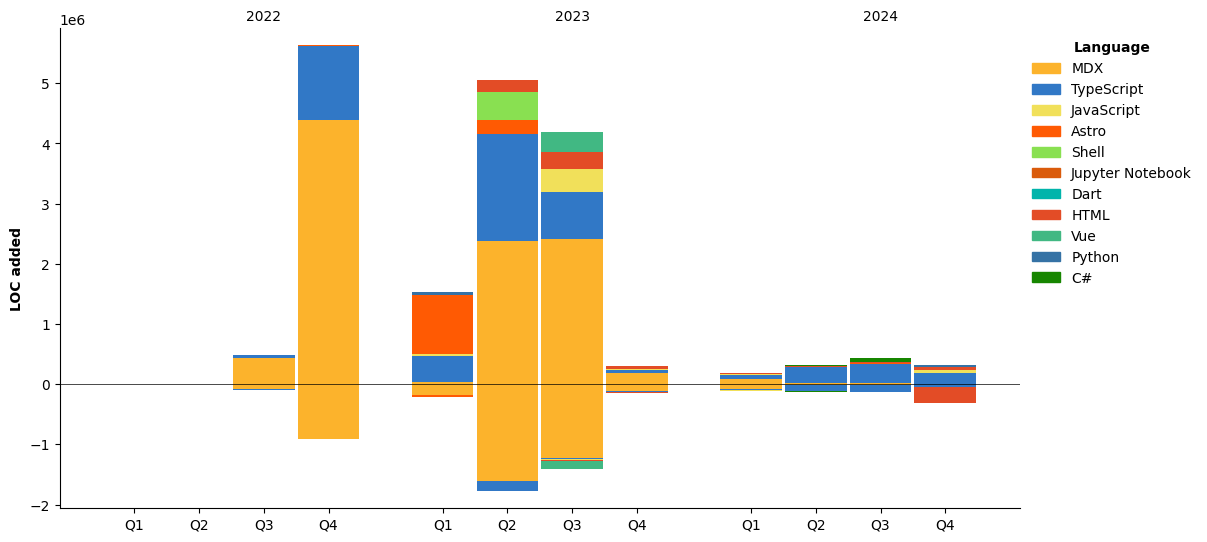 1e6
2022 2023 2024
5
4
3
2
1
0
−1
−2
LOC added
Q1 Q2 Q3 Q4 Q1 Q2 Q3 Q4 Q1 Q2 Q3 Q4
Language
MDX
TypeScript
JavaScript
Astro
Shell
Jupyter Notebook
Dart
HTML
Vue
Python
C#